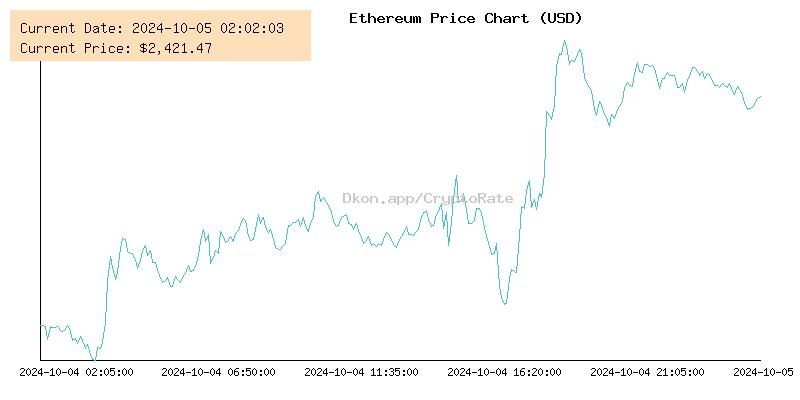 Ethereum Price Chart (USD)
Current Date: 2024-10-05 02:02:03
Current Price: $2,421.47
Dkon.app/CryptoRate
2024-10-04 02:05:00 2024-10-04 06:50:00 2024-10-04 11:35:00 2024-10-04 16:20:00 2024-10-04 21:05:00 2024-10-05